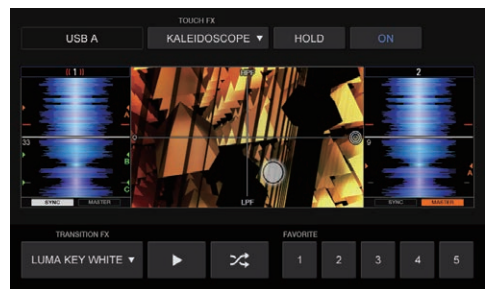 TOUCH FX
USB A
KALEIDOSCOPE ▼
HOLD
ON
1
HPF
2
A
33
0
9
B
A
C
LPF
SYNC MASTER
SYNC MASTER
TRANSITION FX
FAVORITE
LUMA KEY WHITE ▼
1 2 3 4 5